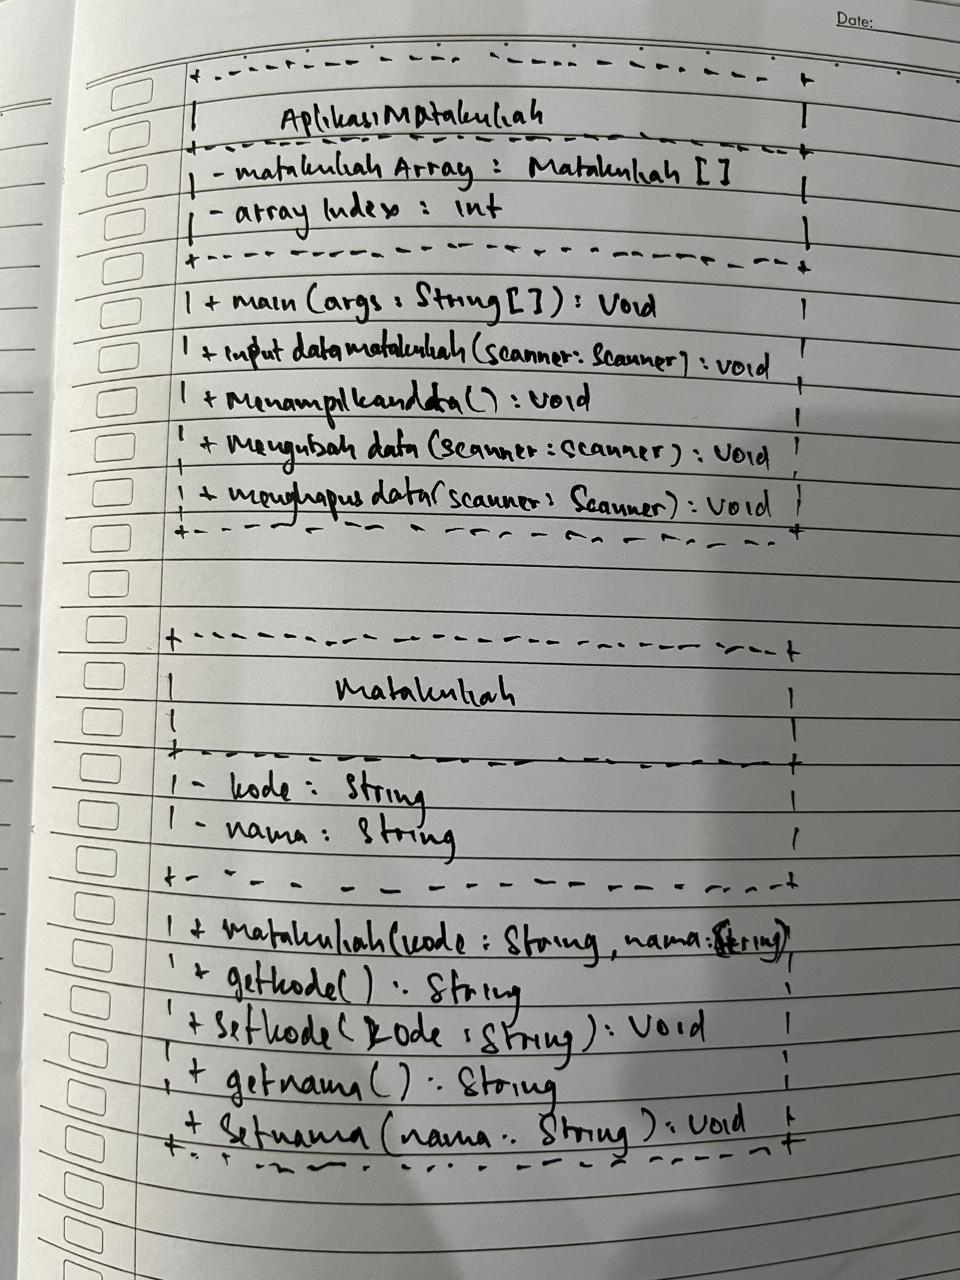 Date:
AplikasiMatakuliah
- matakuliah Array : Matakuliah []
- array Index : int
+ main (args : String []) : Void
+ input datamatakuliah (scanner: Scanner) : void
+ Menampilkandata() : void
+ Mengubah data (scanner : scanner) : Void
+ menghapus data (scanner : Scanner) : Void
Matakuliah
- kode : String
- nama : String
+ matakuliah (kode : String, nama : String)
+ getkode() : String
+ Setkode (kode : String) : Void
+ getnama () : String
+ Setnama (nama : String) : Void